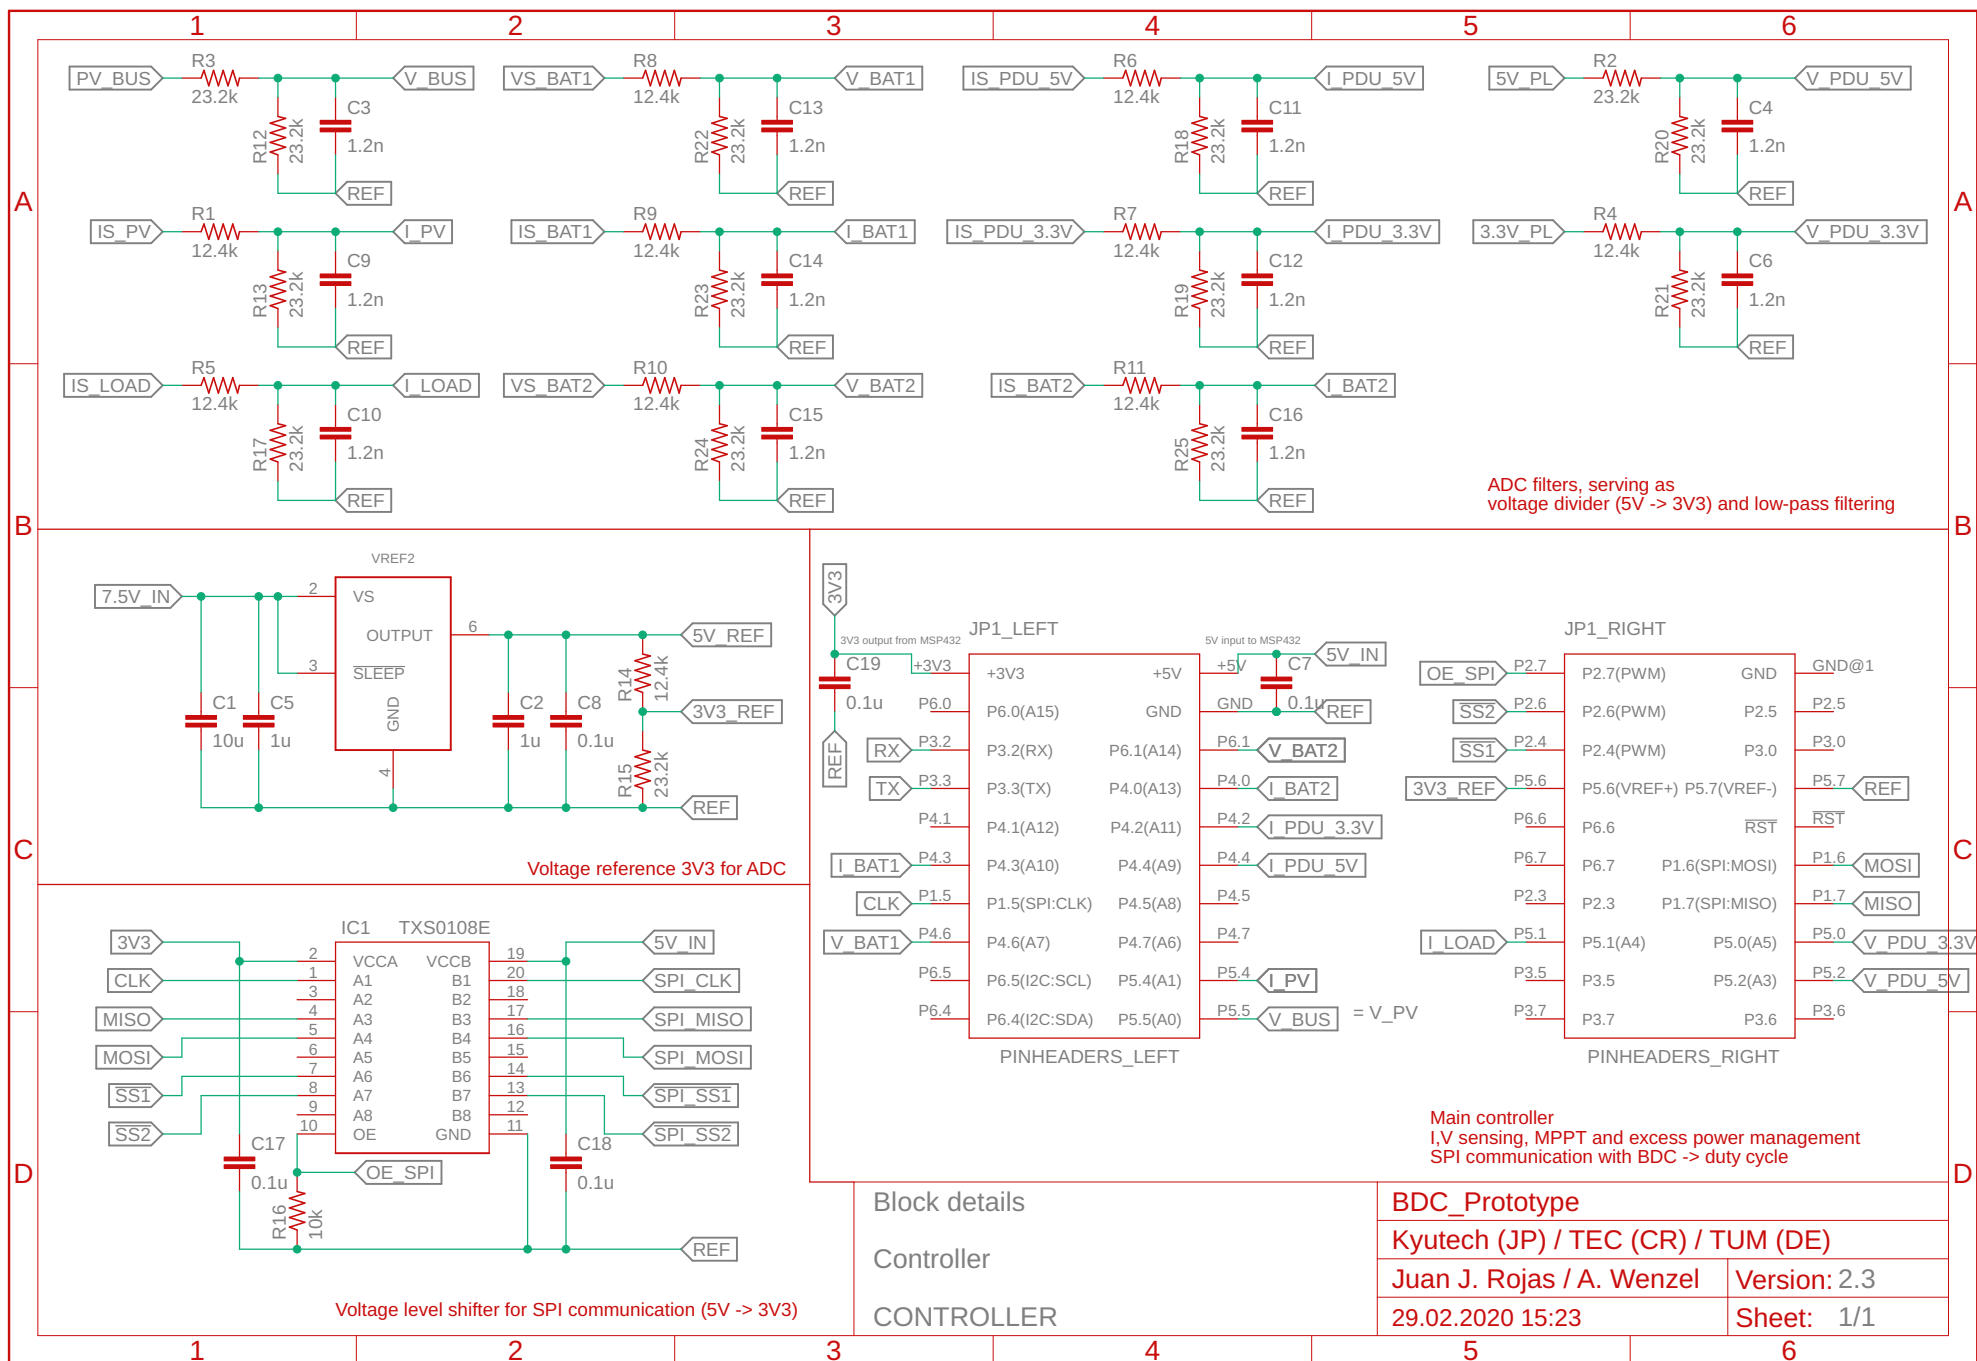 1 2 3 4 5 6
PV_BUS R3 23.2k V_BUS R12 23.2k C3 1.2n REF
VS_BAT1 R8 12.4k V_BAT1 R22 23.2k C13 1.2n REF
IS_PDU_5V R6 12.4k I_PDU_5V R18 23.2k C11 1.2n REF
5V_PL R2 23.2k V_PDU_5V R20 23.2k C4 1.2n REF
A A
IS_PV R1 12.4k I_PV R13 23.2k C9 1.2n REF
IS_BAT1 R9 12.4k I_BAT1 R23 23.2k C14 1.2n REF
IS_PDU_3.3V R7 12.4k I_PDU_3.3V R19 23.2k C12 1.2n REF
3.3V_PL R4 12.4k V_PDU_3.3V R21 23.2k C6 1.2n REF
IS_LOAD R5 12.4k I_LOAD R17 23.2k C10 1.2n REF
VS_BAT2 R10 12.4k V_BAT2 R24 23.2k C15 1.2n REF
IS_BAT2 R11 12.4k I_BAT2 R25 23.2k C16 1.2n REF
ADC filters, serving as
voltage divider (5V -> 3V3) and low-pass filtering
B B
VREF2
7.5V_IN 2 VS
OUTPUT 6 5V_REF
3 SLEEP
GND 4
C1 10u C5 1u C2 1u C8 0.1u
R14 12.4k 3V3_REF
R15 23.2k REF
Voltage reference 3V3 for ADC
C C
3V3
3V3 output from MSP432
C19 0.1u REF
JP1_LEFT
5V input to MSP432
5V_IN C7 0.1u
+3V3 +3V3 +5V +5V
P6.0 P6.0(A15) GND GND REF
RX P3.2 P3.2(RX) P6.1(A14) P6.1 V_BAT2
TX P3.3 P3.3(TX) P4.0(A13) P4.0 I_BAT2
P4.1 P4.1(A12) P4.2(A11) P4.2 I_PDU_3.3V
I_BAT1 P4.3 P4.3(A10) P4.4(A9) P4.4 I_PDU_5V
CLK P1.5 P1.5(SPI:CLK) P4.5(A8) P4.5
V_BAT1 P4.6 P4.6(A7) P4.7(A6) P4.7
P6.5 P6.5(I2C:SCL) P5.4(A1) P5.4 I_PV
P6.4 P6.4(I2C:SDA) P5.5(A0) P5.5 V_BUS = V_PV
PINHEADERS_LEFT
JP1_RIGHT
OE_SPI P2.7 P2.7(PWM) GND GND@1
SS2 P2.6 P2.6(PWM) P2.5 P2.5
SS1 P2.4 P2.4(PWM) P3.0 P3.0
3V3_REF P5.6 P5.6(VREF+) P5.7(VREF-) P5.7 REF
P6.6 P6.6 RST RST
P6.7 P6.7 P1.6(SPI:MOSI) P1.6 MOSI
P2.3 P2.3 P1.7(SPI:MISO) P1.7 MISO
I_LOAD P5.1 P5.1(A4) P5.0(A5) P5.0 V_PDU_3.3V
P3.5 P3.5 P5.2(A3) P5.2 V_PDU_5V
P3.7 P3.7 P3.6 P3.6
PINHEADERS_RIGHT
IC1 TXS0108E
3V3 2 VCCA VCCB 19 5V_IN
CLK 1 A1 B1 20 SPI_CLK
3 A2 B2 18
MISO 4 A3 B3 17 SPI_MISO
MOSI 5 A4 B4 16 SPI_MOSI
6 A5 B5 15
SS1 7 A6 B6 14 SPI_SS1
SS2 8 A7 B7 13 SPI_SS2
9 A8 B8 12
10 OE GND 11
C17 0.1u OE_SPI C18 0.1u
R16 10k REF
Voltage level shifter for SPI communication (5V -> 3V3)
Main controller
I,V sensing, MPPT and excess power management
SPI communication with BDC -> duty cycle
D D
Block details
Controller
CONTROLLER
BDC_Prototype
Kyutech (JP) / TEC (CR) / TUM (DE)
Juan J. Rojas / A. Wenzel Version: 2.3
29.02.2020 15:23 Sheet: 1/1
1 2 3 4 5 6